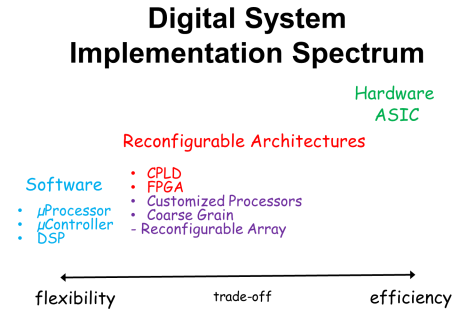 Digital System
Implementation Spectrum
Hardware
ASIC
Reconfigurable Architectures
• CPLD
• FPGA
• Customized Processors
• Coarse Grain
- Reconfigurable Array
Software
• µProcessor
• µController
• DSP
flexibility
trade-off
efficiency